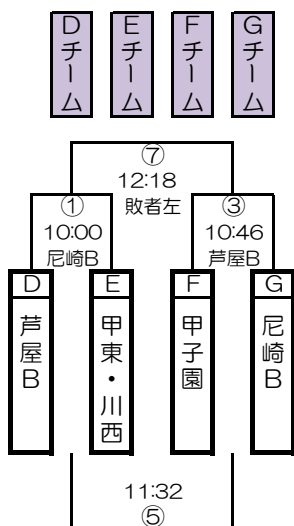 Dチーム
Eチーム
Fチーム
Gチーム
⑦
12:18
敗者左
①
③
10:00
10:46
尼崎B
芦屋B
D
E
F
G
芦屋B
甲東・川西
甲子園
尼崎B
11:32
⑤